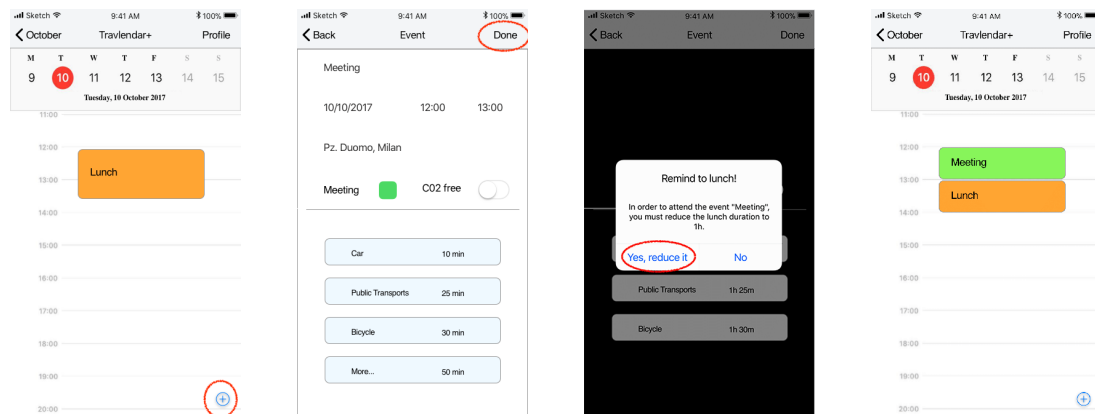 Sketch 9:41 AM 100%
October Travlendar+ Profile
M T W T F S S
9 10 11 12 13 14 15
Tuesday, 10 October 2017
11:00
12:00
Lunch
13:00
14:00
15:00
16:00
17:00
18:00
19:00
20:00
Sketch 9:41 AM 100%
Back Event Done
Meeting
10/10/2017 12:00 13:00
Pz. Duomo, Milan
Meeting C02 free
Car 10 min
Public Transports 25 min
Bicycle 30 min
More... 50 min
Sketch 9:41 AM 100%
Back Event Done
Remind to lunch!
In order to attend the event "Meeting",
you must reduce the lunch duration to
1h.
Yes, reduce it No
Public Transports 1h 25m
Bicycle 1h 30m
Sketch 9:41 AM 100%
October Travlendar+ Profile
M T W T F S S
9 10 11 12 13 14 15
Tuesday, 10 October 2017
11:00
12:00
Meeting
13:00
Lunch
14:00
15:00
16:00
17:00
18:00
19:00
20:00